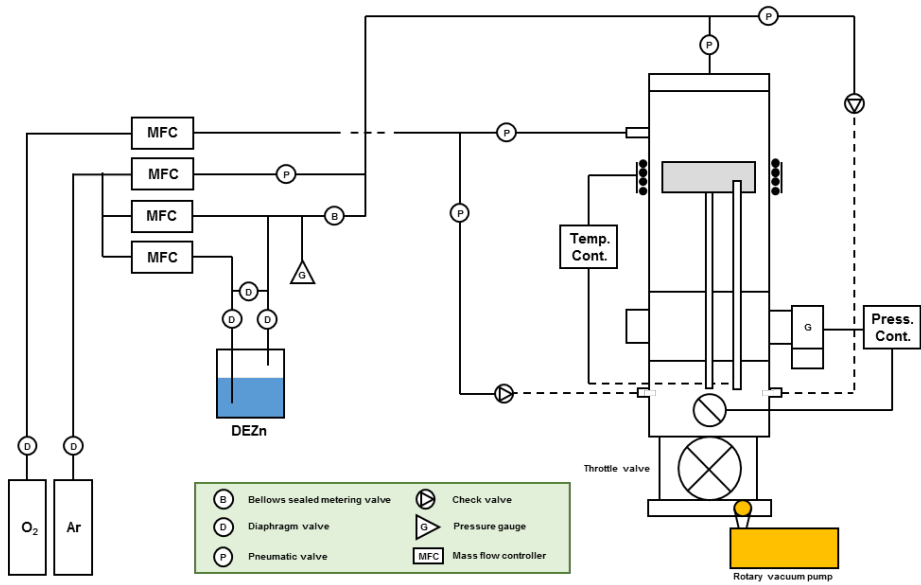 P
P
MFC
P
MFC
P
MFC
P
B
MFC
Temp.
Cont.
G
D
D
D
G
Press.
Cont.
DEZn
D
D
Throttle valve
O2
Ar
B Bellows sealed metering valve
Check valve
D Diaphragm valve
G Pressure gauge
P Pneumatic valve
MFC Mass flow controller
Rotary vacuum pump